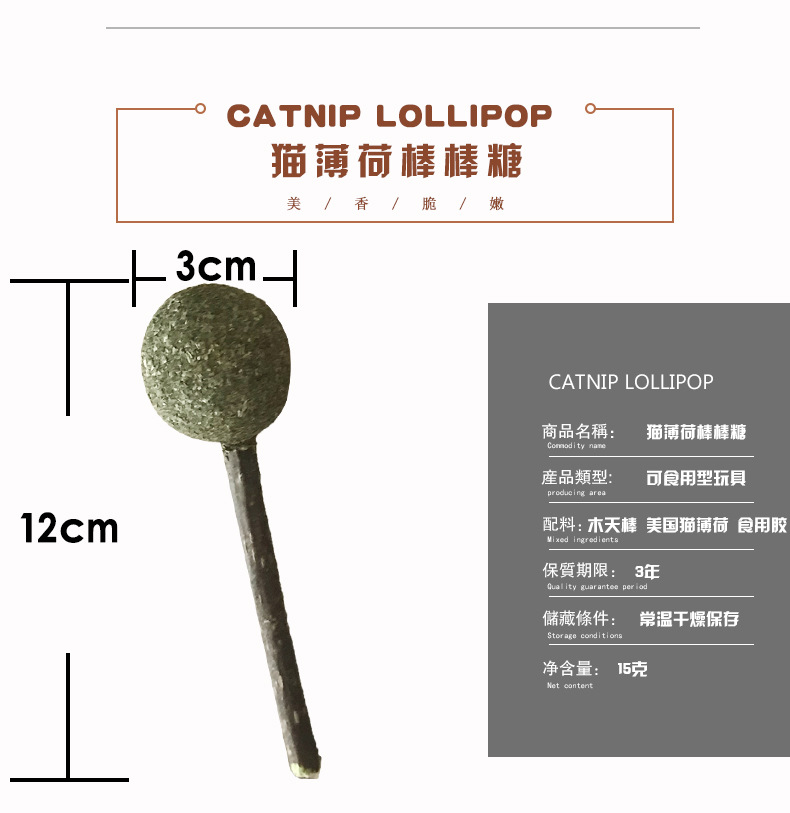 CATNIP LOLLIPOP
猫薄荷棒棒糖
美 / 香 / 脆 / 嫩
3cm
12cm
CATNIP LOLLIPOP
商品名稱： 猫薄荷棒棒糖
Commodity name
産品類型: 可食用型玩具
producing area
配料: 木天棒 美国猫薄荷 食用胶
Mixed ingredients
保質期限： 3年
Quality guarantee period
儲藏條件： 常温干燥保存
Storage conditions
净含量： 15克
Net content